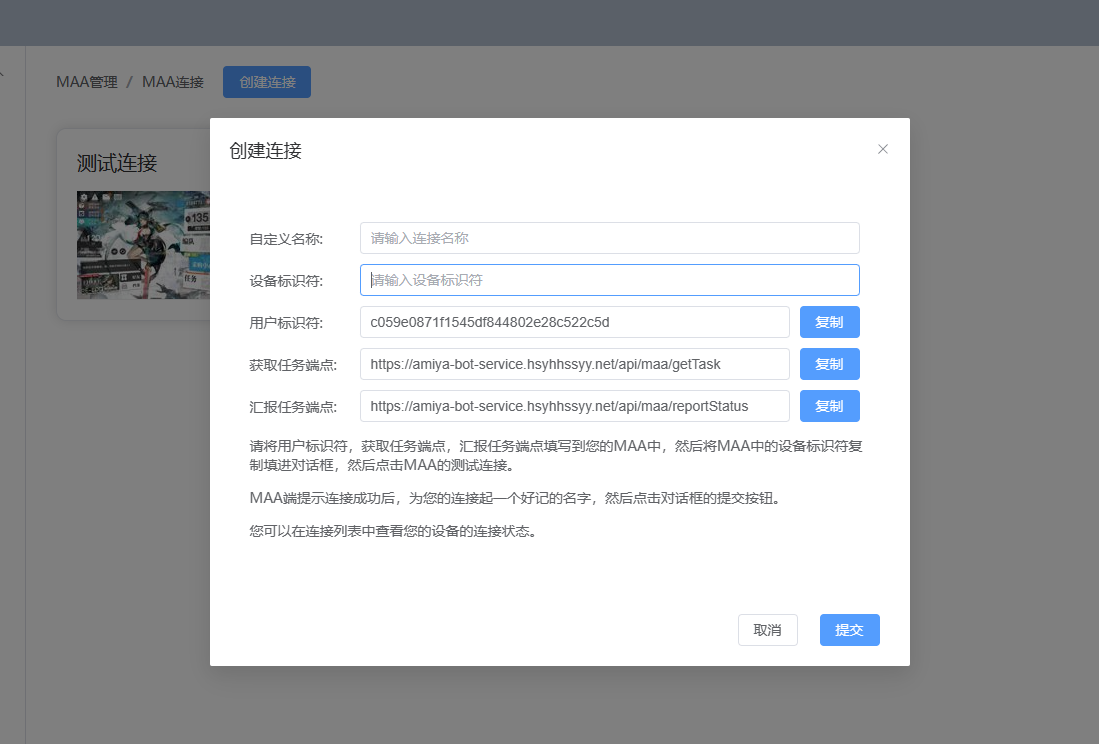 MAA管理 / MAA连接 创建连接
测试连接
135
创建连接
自定义名称: 请输入连接名称
设备标识符: 请输入设备标识符
用户标识符: c059e0871f1545df844802e28c522c5d 复制
获取任务端点: https://amiya-bot-service.hsyhhssyy.net/api/maa/getTask 复制
汇报任务端点: https://amiya-bot-service.hsyhhssyy.net/api/maa/reportStatus 复制
请将用户标识符，获取任务端点，汇报任务端点填写到您的MAA中，然后将MAA中的设备标识符复
制填进对话框，然后点击MAA的测试连接。
MAA端提示连接成功后，为您的连接起一个好记的名字，然后点击对话框的提交按钮。
您可以在连接列表中查看您的设备的连接状态。
取消 提交